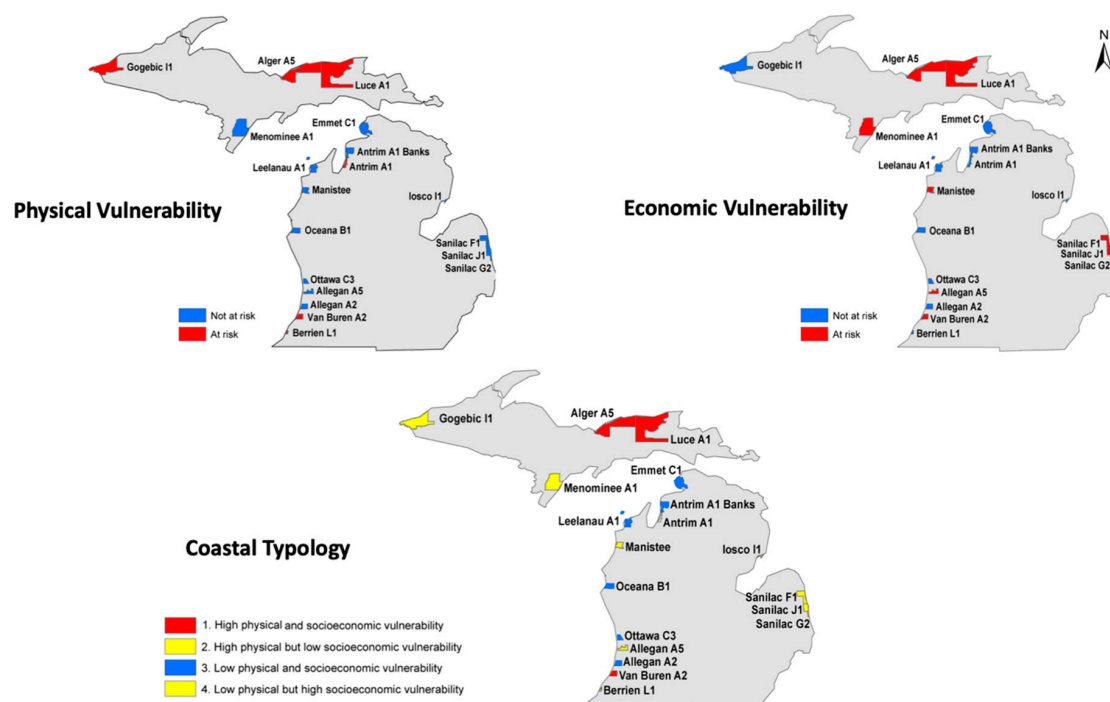 Physical Vulnerability
Gogebic I1
Alger A5
Luce A1
Menominee A1
Emmet C1
Antrim A1 Banks
Antrim A1
Leelanau A1
Manistee
Iosco I1
Oceana B1
Sanilac F1
Sanilac J1
Sanilac G2
Ottawa C3
Allegan A5
Allegan A2
Van Buren A2
Berrien L1
Not at risk
At risk
Economic Vulnerability
N
Gogebic I1
Alger A5
Luce A1
Menominee A1
Emmet C1
Antrim A1 Banks
Antrim A1
Leelanau A1
Manistee
Iosco I1
Oceana B1
Sanilac F1
Sanilac J1
Sanilac G2
Ottawa C3
Allegan A5
Allegan A2
Van Buren A2
Berrien L1
Not at risk
At risk
Coastal Typology
Gogebic I1
Alger A5
Luce A1
Menominee A1
Emmet C1
Antrim A1 Banks
Antrim A1
Leelanau A1
Manistee
Iosco I1
Oceana B1
Sanilac F1
Sanilac J1
Sanilac G2
Ottawa C3
Allegan A5
Allegan A2
Van Buren A2
Berrien L1
1. High physical and socioeconomic vulnerability
2. High physical but low socioeconomic vulnerability
3. Low physical and socioeconomic vulnerability
4. Low physical but high socioeconomic vulnerability